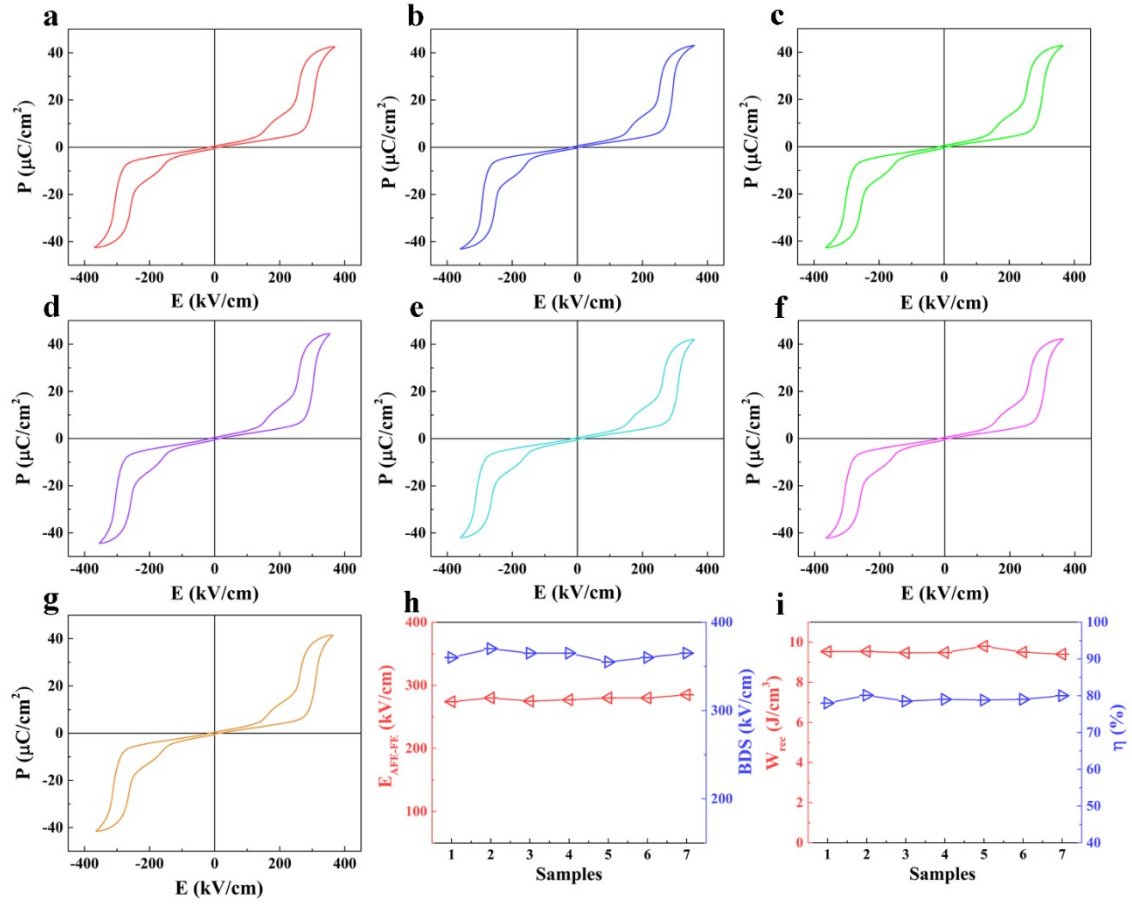 a
40
20
0
-20
-40
P (μC/cm²)
-400 -200 0 200 400
E (kV/cm)
b
40
20
0
-20
-40
P (μC/cm²)
-400 -200 0 200 400
E (kV/cm)
c
40
20
0
-20
-40
P (μC/cm²)
-400 -200 0 200 400
E (kV/cm)
d
40
20
0
-20
-40
P (μC/cm²)
-400 -200 0 200 400
E (kV/cm)
e
40
20
0
-20
-40
P (μC/cm²)
-400 -200 0 200 400
E (kV/cm)
f
40
20
0
-20
-40
P (μC/cm²)
-400 -200 0 200 400
E (kV/cm)
g
40
20
0
-20
-40
P (μC/cm²)
-400 -200 0 200 400
E (kV/cm)
h
400
300
200
100
E_AFE-FE (kV/cm)
400
300
200
BDS (kV/cm)
1 2 3 4 5 6 7
Samples
i
10
8
6
4
2
0
W_rec (J/cm³)
100
90
80
70
60
50
40
η (%)
1 2 3 4 5 6 7
Samples